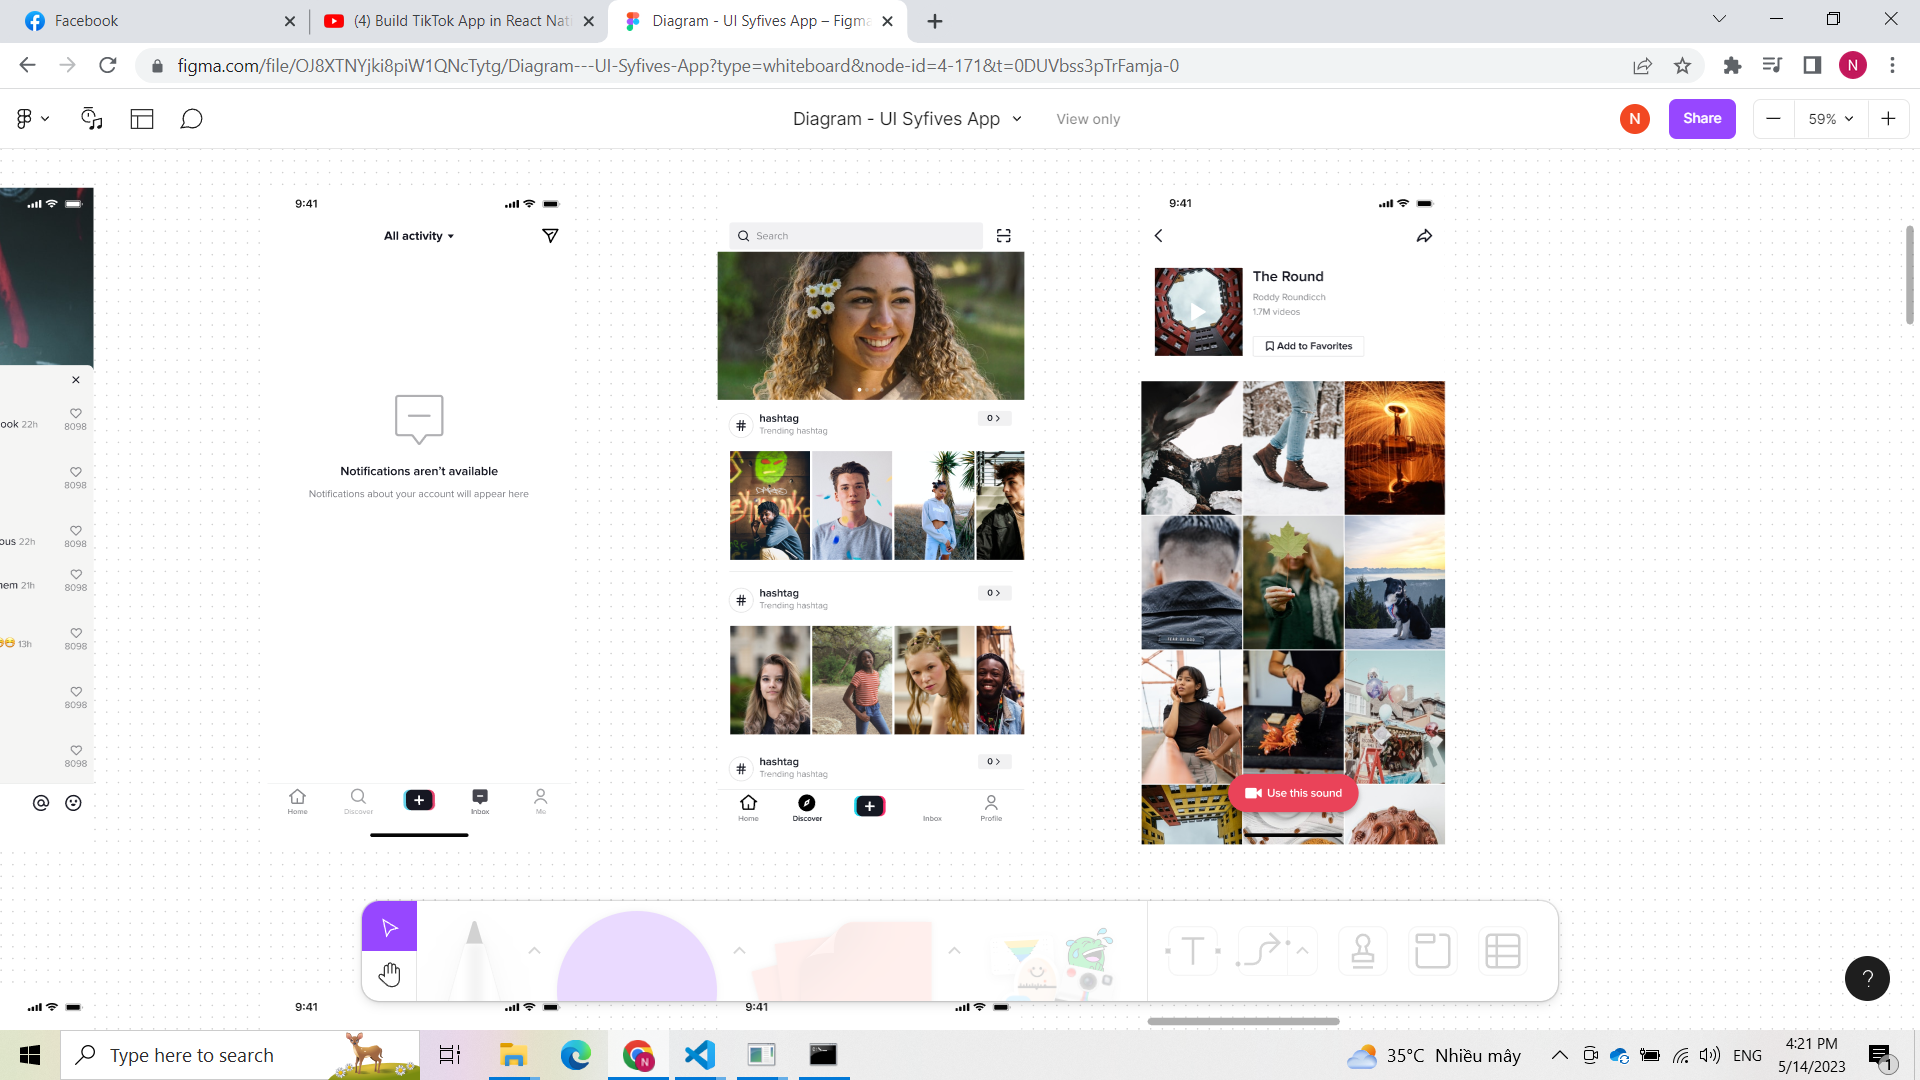 Facebook
(4) Build TikTok App in React Nati
Diagram - UI Syfives App – Figma
figma.com/file/OJ8XTNYjki8piW1QNcTytg/Diagram---UI-Syfives-App?type=whiteboard&node-id=4-171&t=0DUVbss3pTrFamja-0
N
Diagram - UI Syfives App
View only
N
Share
59%
9:41
All activity
Notifications aren't available
Notifications about your account will appear here
Home
Discover
Inbox
Me
ook 22h
8098
8098
8098
ous 22h
hem 21h
8098
13h
8098
8098
8098
Search
# hashtag
Trending hashtag
0 >
# hashtag
Trending hashtag
0 >
# hashtag
Trending hashtag
0 >
Home
Discover
Inbox
Profile
9:41
The Round
Roddy Roundicch
1.7M videos
Add to Favorites
Use this sound
T
?
9:41
9:41
Type here to search
N
35°C Nhiều mây
ENG
4:21 PM
5/14/2023
1